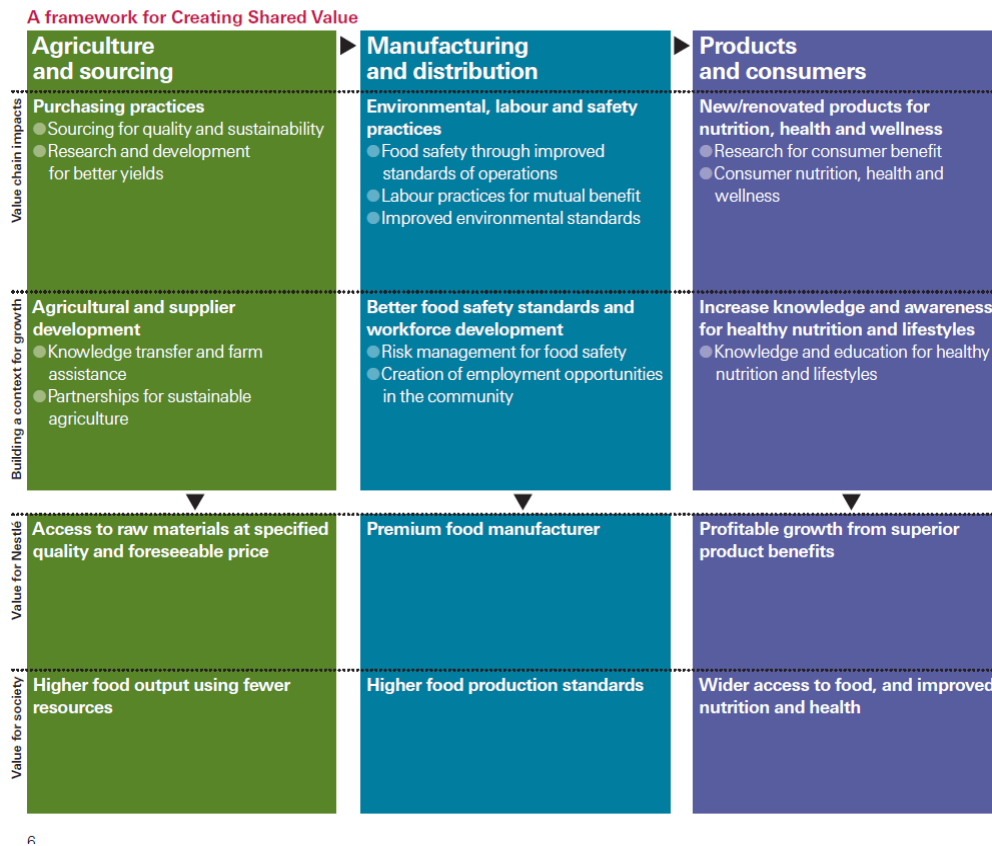 A framework for Creating Shared Value
Agriculture
and sourcing
Manufacturing
and distribution
Products
and consumers
Value chain impacts
Purchasing practices
Sourcing for quality and sustainability
Research and development
for better yields
Environmental, labour and safety
practices
Food safety through improved
standards of operations
Labour practices for mutual benefit
Improved environmental standards
New/renovated products for
nutrition, health and wellness
Research for consumer benefit
Consumer nutrition, health and
wellness
Building a context for growth
Agricultural and supplier
development
Knowledge transfer and farm
assistance
Partnerships for sustainable
agriculture
Better food safety standards and
workforce development
Risk management for food safety
Creation of employment opportunities
in the community
Increase knowledge and awareness
for healthy nutrition and lifestyles
Knowledge and education for healthy
nutrition and lifestyles
Value for Nestlé
Access to raw materials at specified
quality and foreseeable price
Premium food manufacturer
Profitable growth from superior
product benefits
Value for society
Higher food output using fewer
resources
Higher food production standards
Wider access to food, and improved
nutrition and health
6